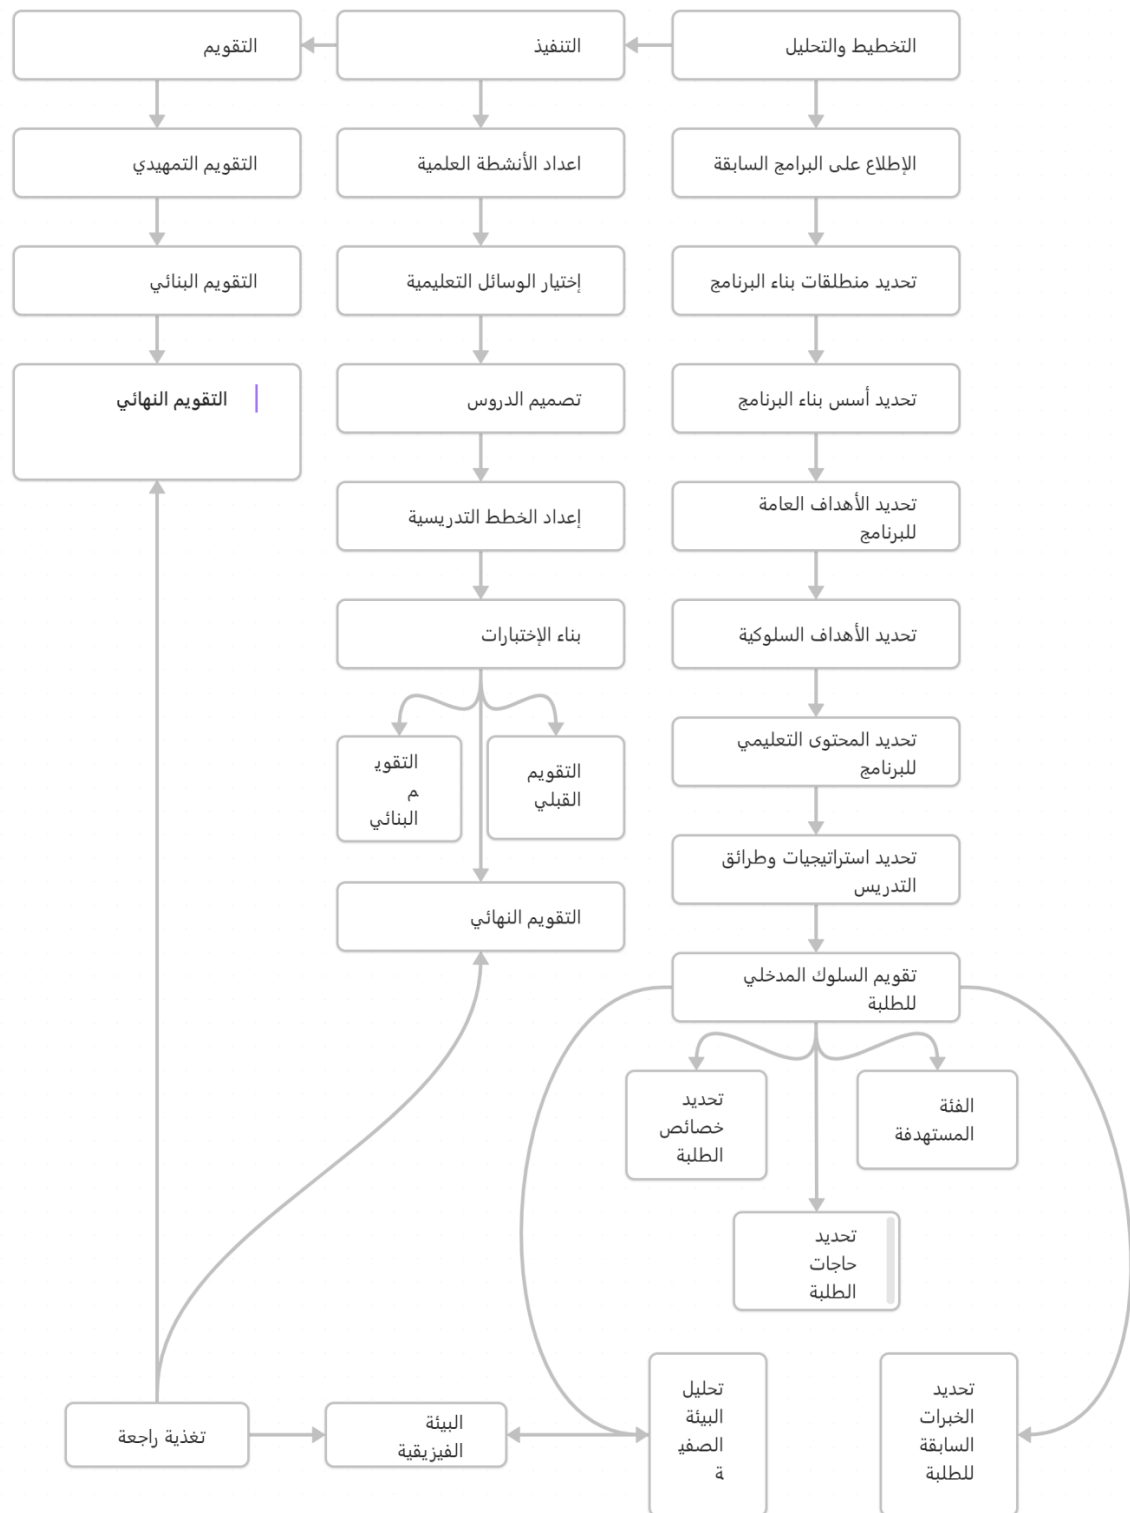 التخطيط والتحليل
التنفيذ
التقويم
الإطلاع على البرامج السابقة
اعداد الأنشطة العلمية
التقويم التمهيدي
تحديد منطلقات بناء البرنامج
إختيار الوسائل التعليمية
التقويم البنائي
تحديد أسس بناء البرنامج
تصميم الدروس
التقويم النهائي
تحديد الأهداف العامة
للبرنامج
إعداد الخطط التدريسية
تحديد الأهداف السلوكية
بناء الإختبارات
تحديد المحتوى التعليمي
للبرنامج
التقويم
القبلي
التقوي
م
البنائي
تحديد استراتيجيات وطرائق
التدريس
التقويم النهائي
تقويم السلوك المدخلي
للطلبة
الفئة
المستهدفة
تحديد
خصائص
الطلبة
تحديد
حاجات
الطلبة
تحديد
الخبرات
السابقة
للطلبة
تحليل
البيئة
الصفي
ة
البيئة
الفيزيقية
تغذية راجعة